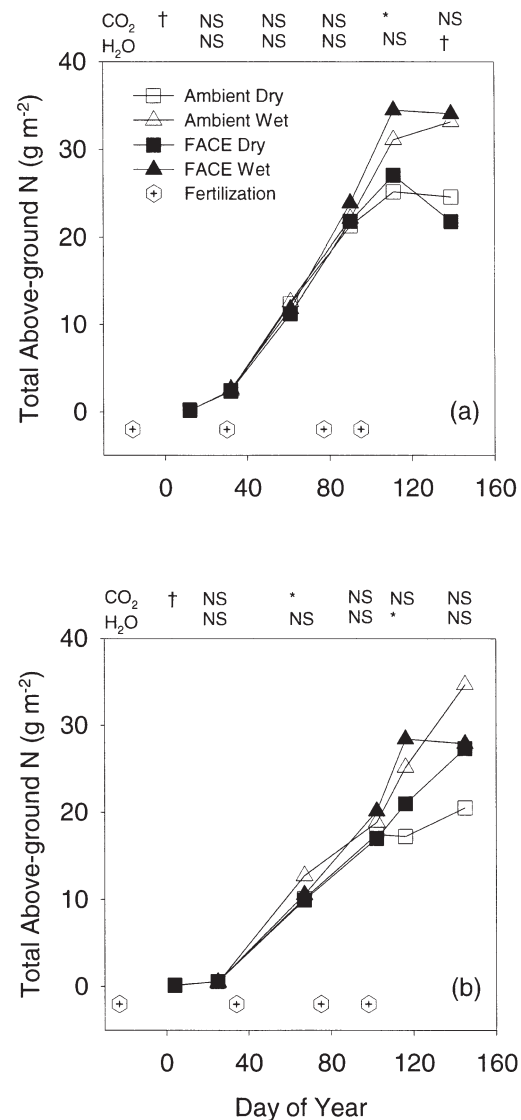 CO2 † NS NS NS * NS
H2O NS NS NS NS †
40
Ambient Dry
Ambient Wet
30
FACE Dry
FACE Wet
Fertilization
20
10
0
Total Above-ground N (g m-2)
(a)
0 40 80 120 160
CO2 † NS * NS NS NS
H2O NS NS NS * NS
40
30
20
10
0
Total Above-ground N (g m-2)
(b)
0 40 80 120 160
Day of Year